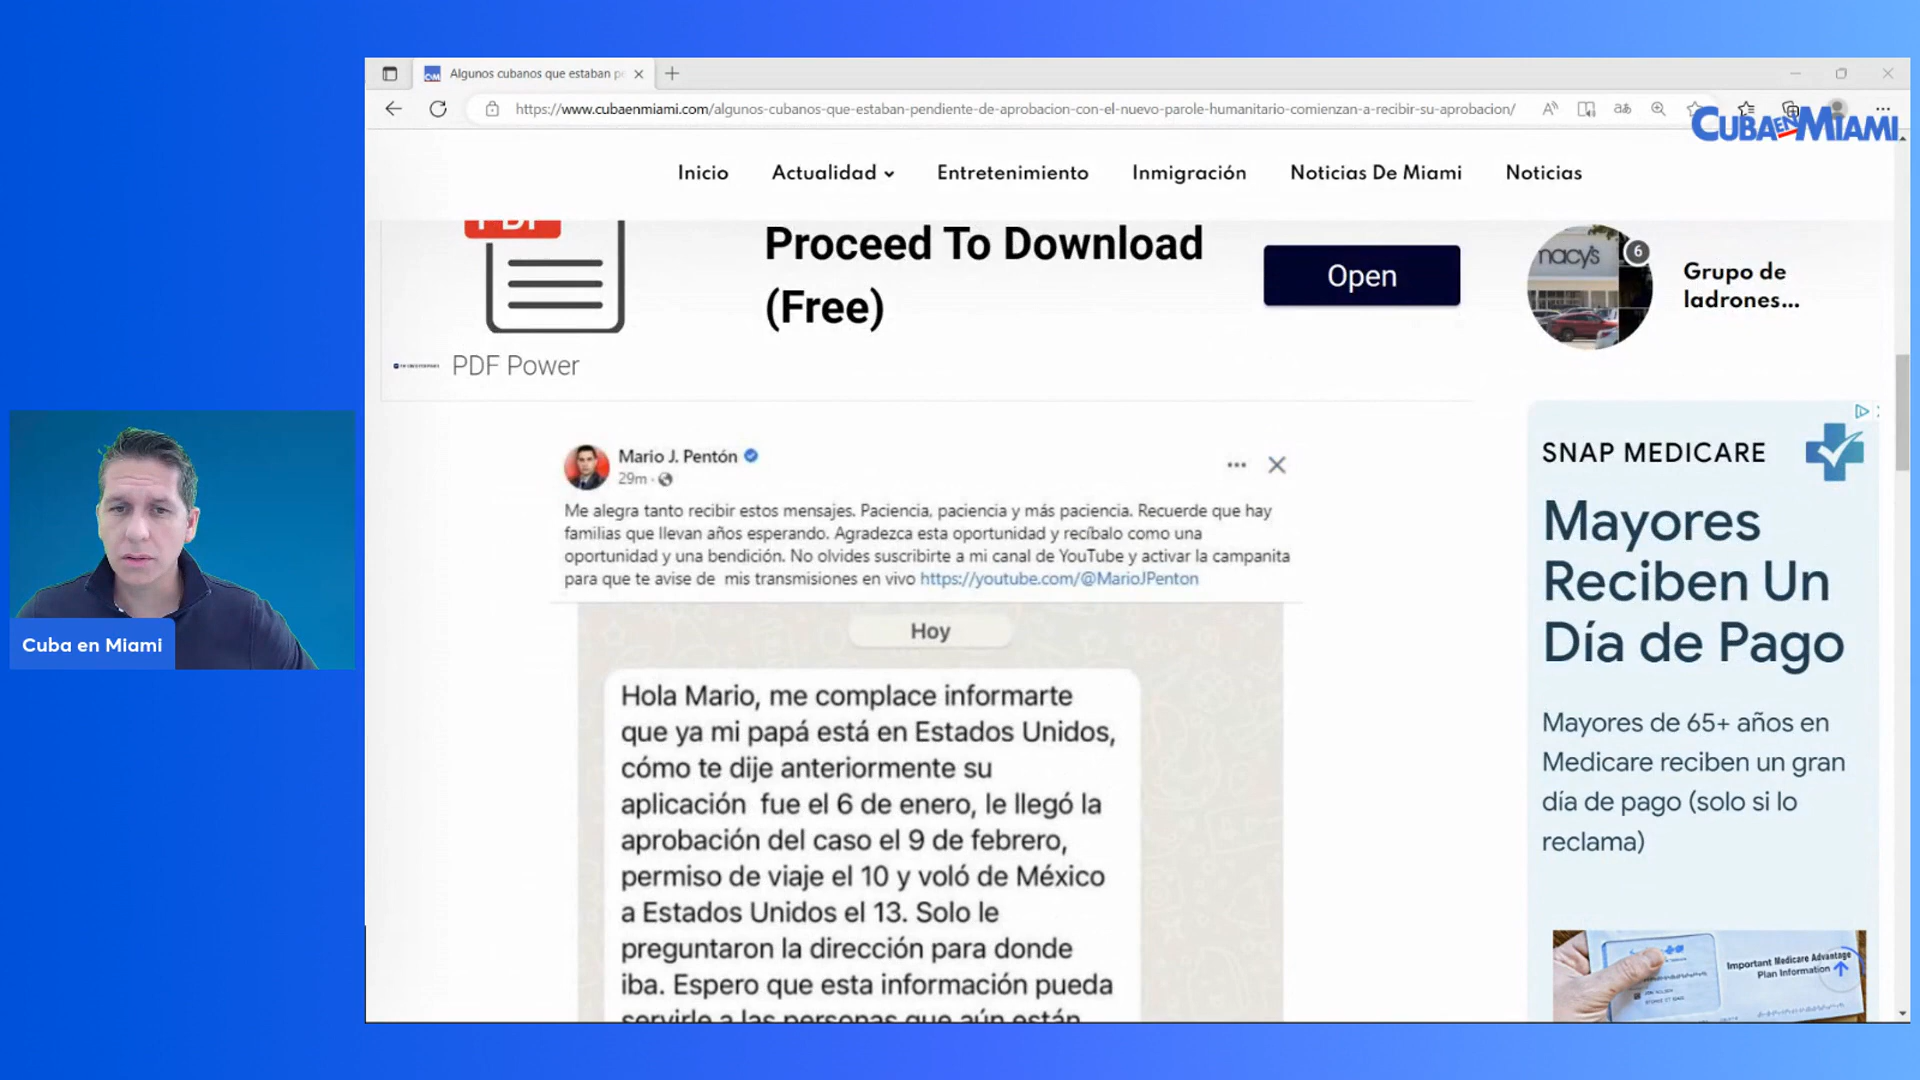 Algunos cubanos que estaban p
https://www.cubaenmiami.com/algunos-cubanos-que-estaban-pendiente-de-aprobacion-con-el-nuevo-parole-humanitario-comienzan-a-recibir-su-aprobacion/
CUBA EN MIAMI
Inicio
Actualidad
Entretenimiento
Inmigración
Noticias De Miami
Noticias
PDF
Proceed To Download
(Free)
Open
PDF Power
macy's
6
Grupo de
ladrones...
Mario J. Pentón
29m
Me alegra tanto recibir estos mensajes. Paciencia, paciencia y más paciencia. Recuerde que hay
familias que llevan años esperando. Agradezca esta oportunidad y recíbalo como una
oportunidad y una bendición. No olvides suscribirte a mi canal de YouTube y activar la campanita
para que te avise de mis transmisiones en vivo https://youtube.com/@MarioJPenton
Hoy
Hola Mario, me complace informarte
que ya mi papá está en Estados Unidos,
cómo te dije anteriormente su
aplicación fue el 6 de enero, le llegó la
aprobación del caso el 9 de febrero,
permiso de viaje el 10 y voló de México
a Estados Unidos el 13. Solo le
preguntaron la dirección para donde
iba. Espero que esta información pueda
servirle a las personas que aún están
SNAP MEDICARE
Mayores
Reciben Un
Día de Pago
Mayores de 65+ años en
Medicare reciben un gran
día de pago (solo si lo
reclama)
Important Medicare Advantage
Plan Information
Cuba en Miami